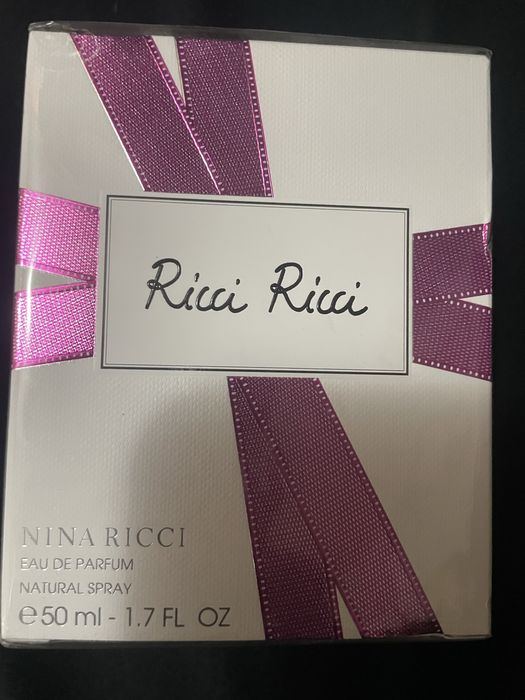 Ricci Ricci
NINA RICCI
EAU DE PARFUM
NATURAL SPRAY
℮50 ml - 1.7 FL OZ